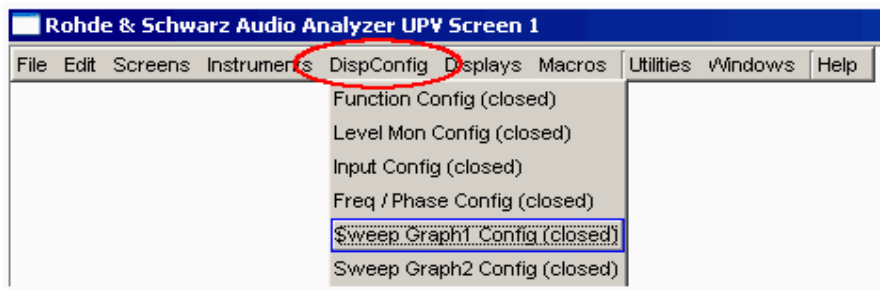 Rohde & Schwarz Audio Analyzer UPV Screen 1
File Edit Screens Instruments DispConfig Displays Macros Utilities Windows Help
Function Config (closed)
Level Mon Config (closed)
Input Config (closed)
Freq / Phase Config (closed)
Sweep Graph1 Config (closed)
Sweep Graph2 Config (closed)